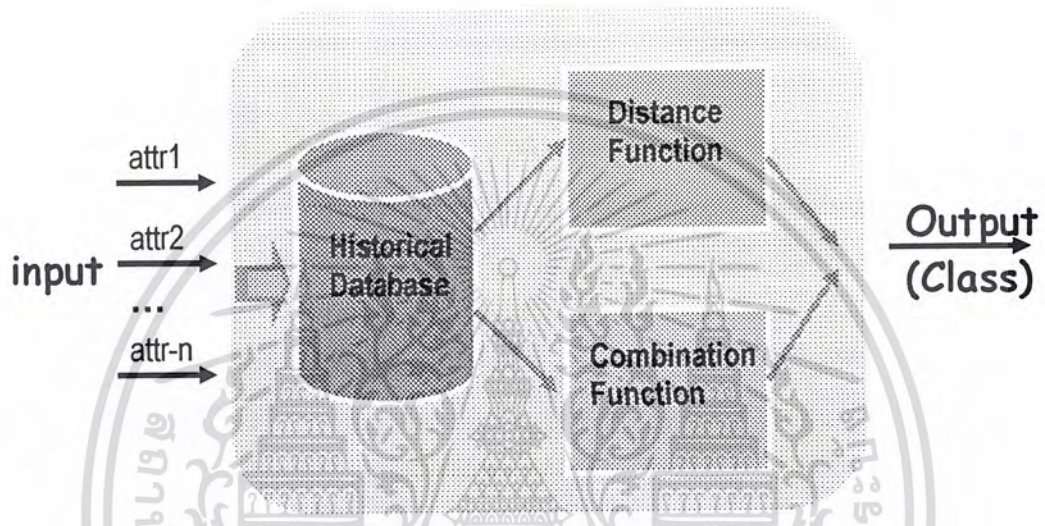 input
attr1
attr2
...
attr-n
Historical
Database
Distance
Function
Combination
Function
Output
(Class)